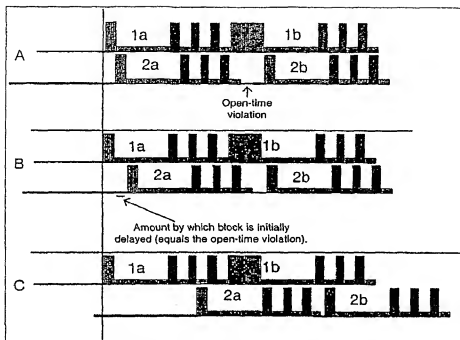 1a 1b
A
2a 2b
Open-time
violation
1a 1b
B
2a 2b
Amount by which block is initially
delayed (equals the open-time violation).
1a 1b
C
2a 2b